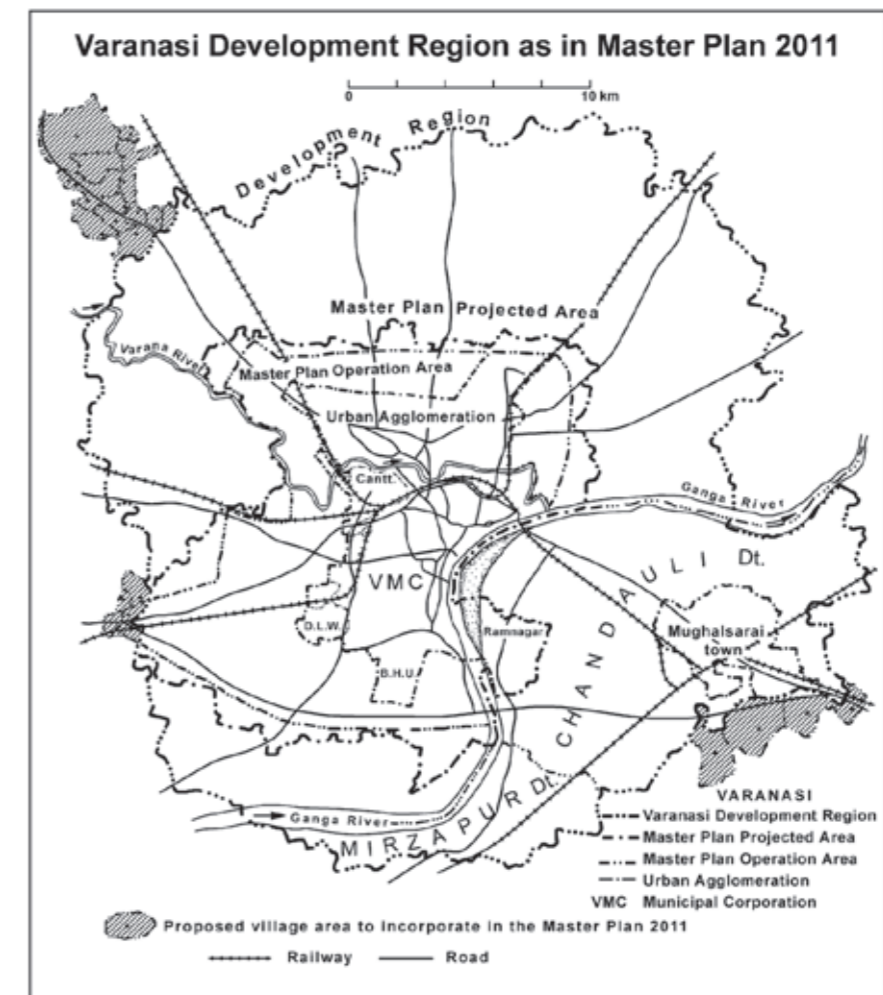 Varanasi Development Region as in Master Plan 2011
0 10 km
Development Region
Master Plan Projected Area
Varana River
Master Plan Operation Area
Urban Agglomeration
Cantt.
Ganga River
VMC
CHANDAULI Dt.
D.L.W.
Ramnagar
Mughalsarai
town
B.H.U.
Ganga River
MIRZAPUR Dt.
VARANASI
Varanasi Development Region
Master Plan Projected Area
Master Plan Operation Area
Urban Agglomeration
VMC Municipal Corporation
Proposed village area to incorporate in the Master Plan 2011
Railway Road